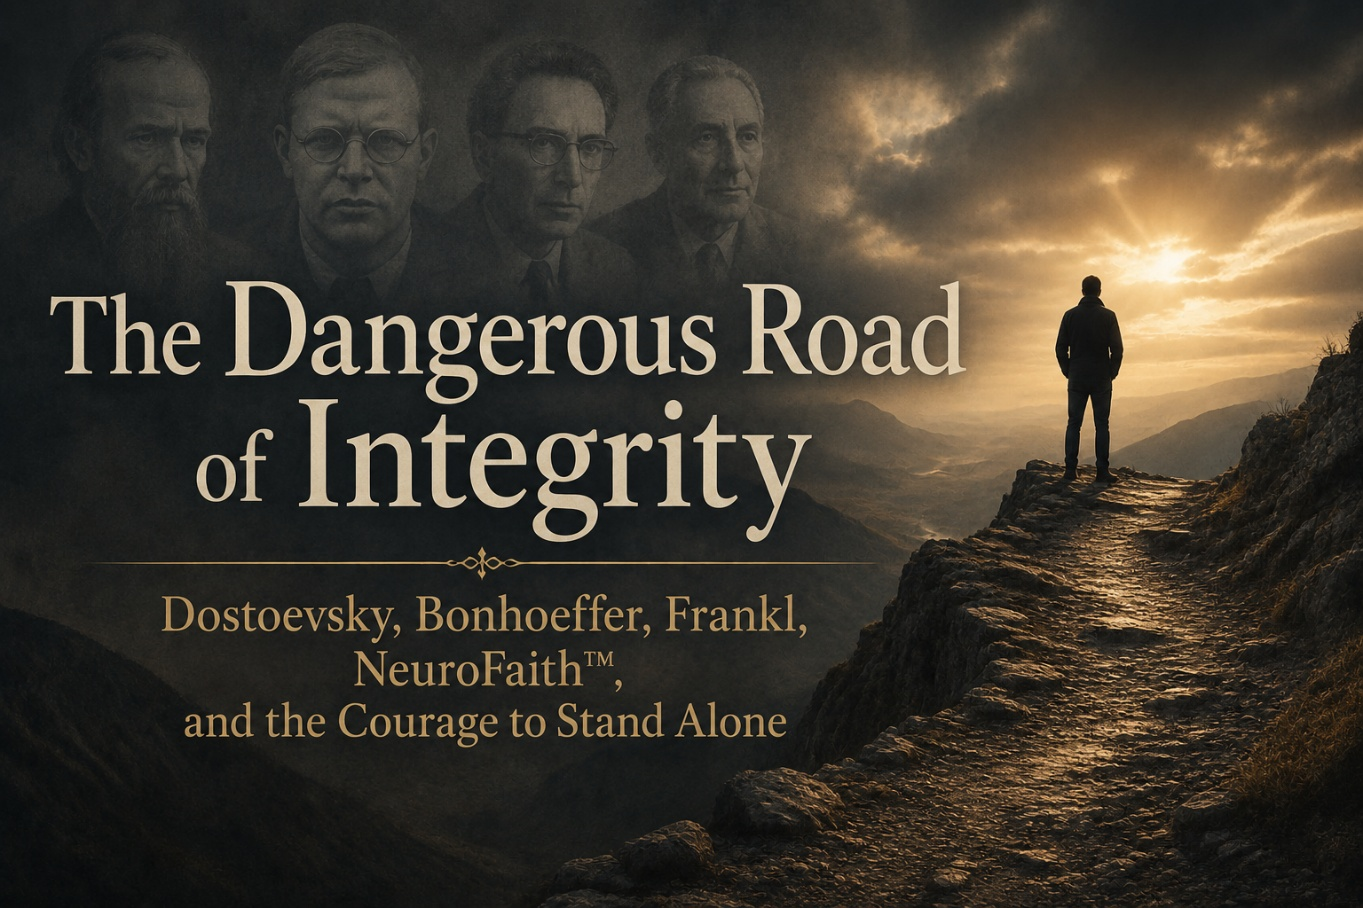 The Dangerous Road
of Integrity
Dostoevsky, Bonhoeffer, Frankl,
NeuroFaith™,
and the Courage to Stand Alone